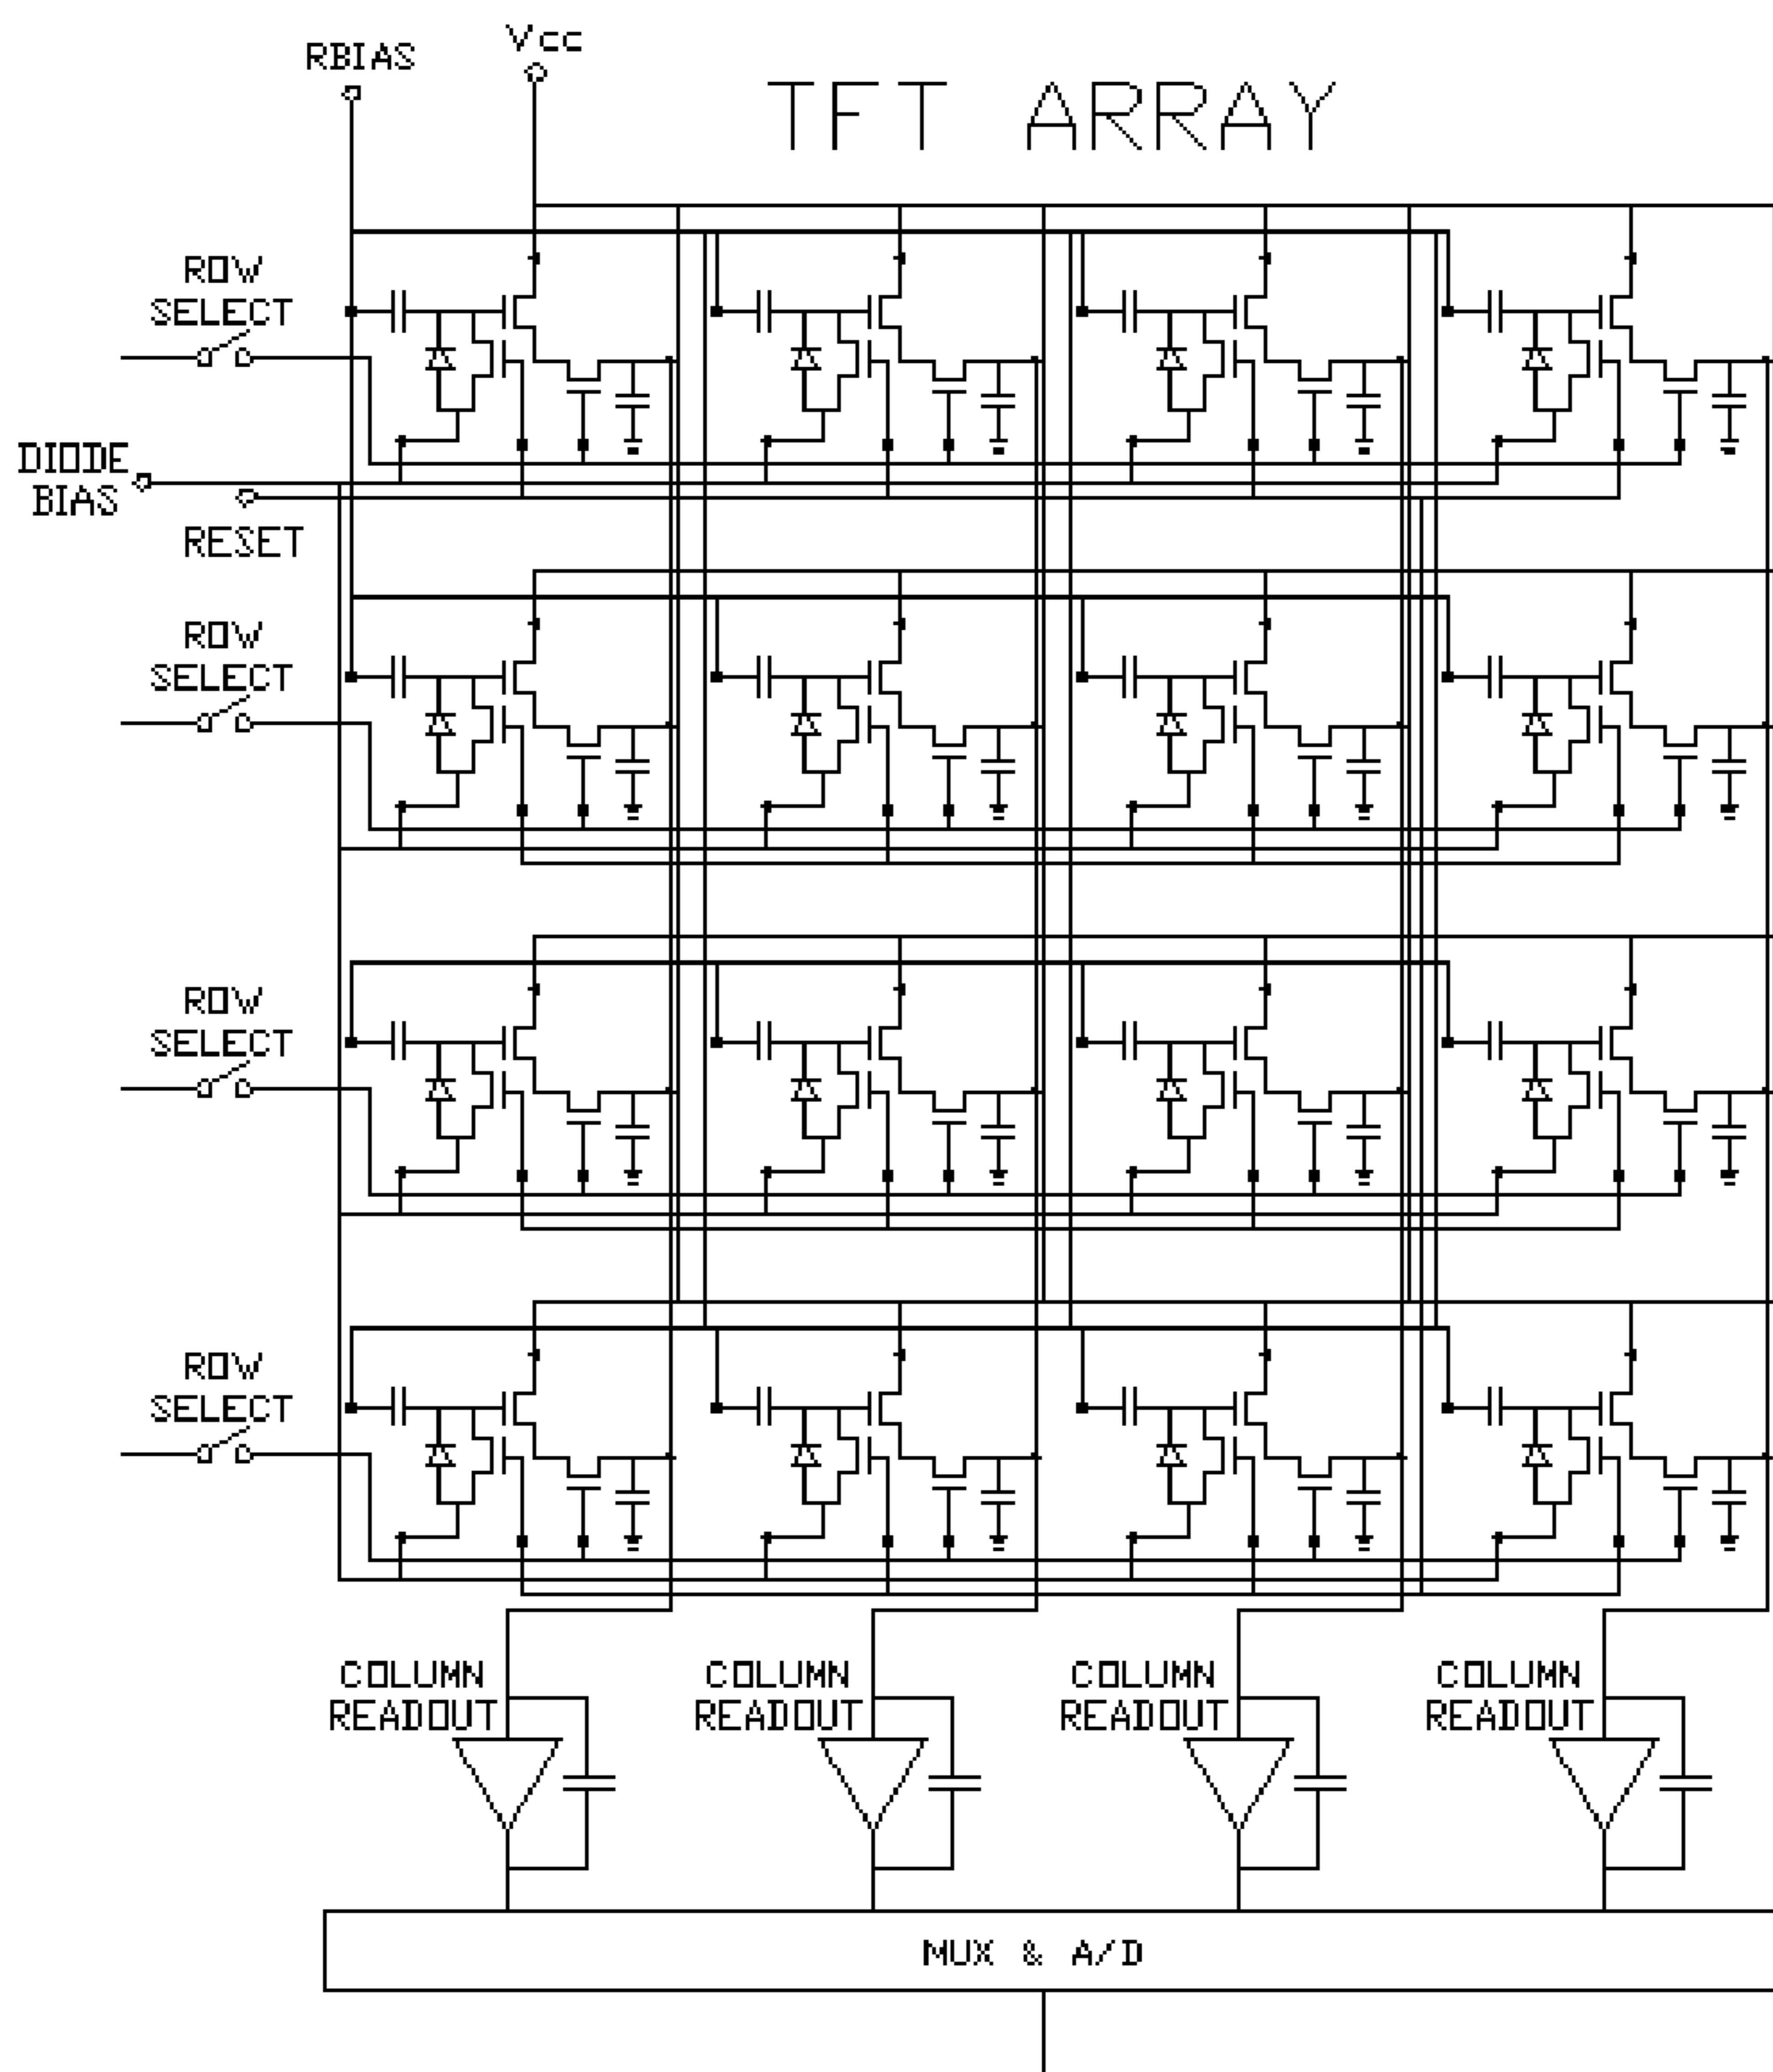 RBIAS
Vcc
TFT ARRAY
ROW
SELECT
DIODE
BIAS
RESET
ROW
SELECT
ROW
SELECT
ROW
SELECT
COLUMN
READOUT
COLUMN
READOUT
COLUMN
READOUT
COLUMN
READOUT
MUX & A/D